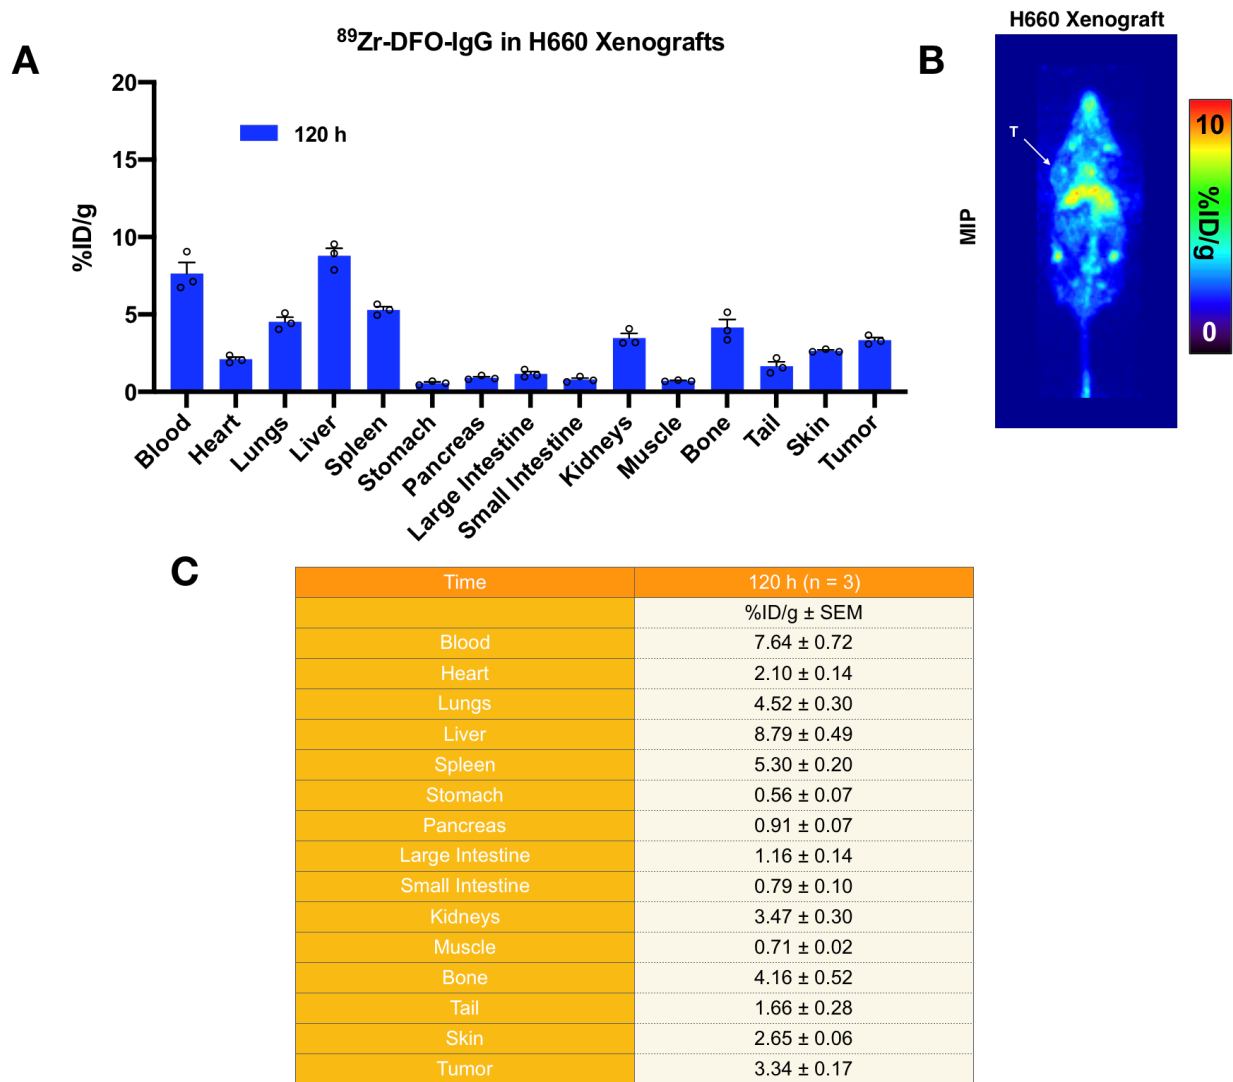 A
⁸⁹Zr-DFO-IgG in H660 Xenografts
%ID/g
20
15
10
5
0
120 h
Blood
Heart
Lungs
Liver
Spleen
Stomach
Pancreas
Large Intestine
Small Intestine
Kidneys
Muscle
Bone
Tail
Skin
Tumor
B
H660 Xenograft
T
MIP
10
%ID/g
0
C
Time 120 h (n = 3)
%ID/g ± SEM
Blood 7.64 ± 0.72
Heart 2.10 ± 0.14
Lungs 4.52 ± 0.30
Liver 8.79 ± 0.49
Spleen 5.30 ± 0.20
Stomach 0.56 ± 0.07
Pancreas 0.91 ± 0.07
Large Intestine 1.16 ± 0.14
Small Intestine 0.79 ± 0.10
Kidneys 3.47 ± 0.30
Muscle 0.71 ± 0.02
Bone 4.16 ± 0.52
Tail 1.66 ± 0.28
Skin 2.65 ± 0.06
Tumor 3.34 ± 0.17